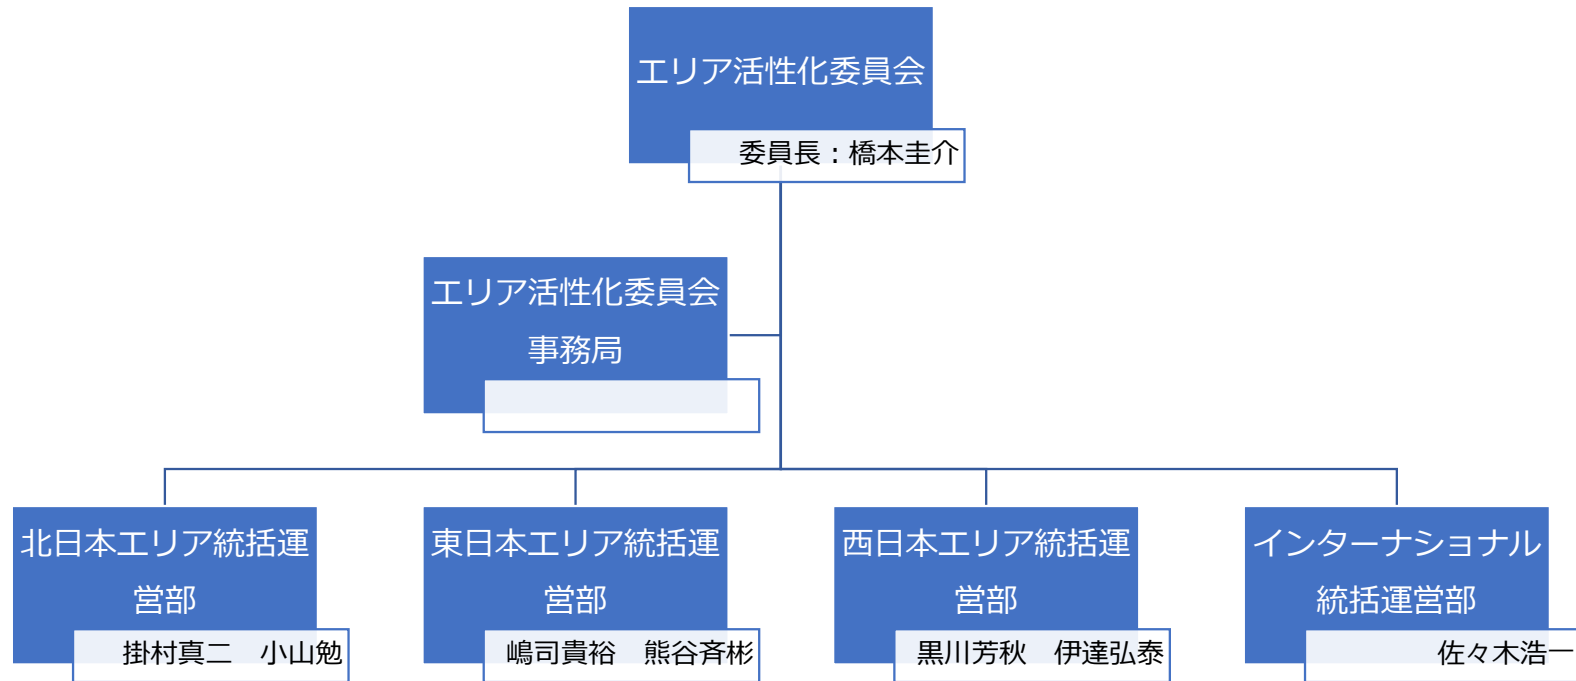 エリア活性化委員会
委員長：橋本圭介
エリア活性化委員会
事務局
北日本エリア統括運
営部
掛村真二　小山勉
東日本エリア統括運
営部
嶋司貴裕　熊谷斉彬
西日本エリア統括運
営部
黒川芳秋　伊達弘泰
インターナショナル
統括運営部
佐々木浩一